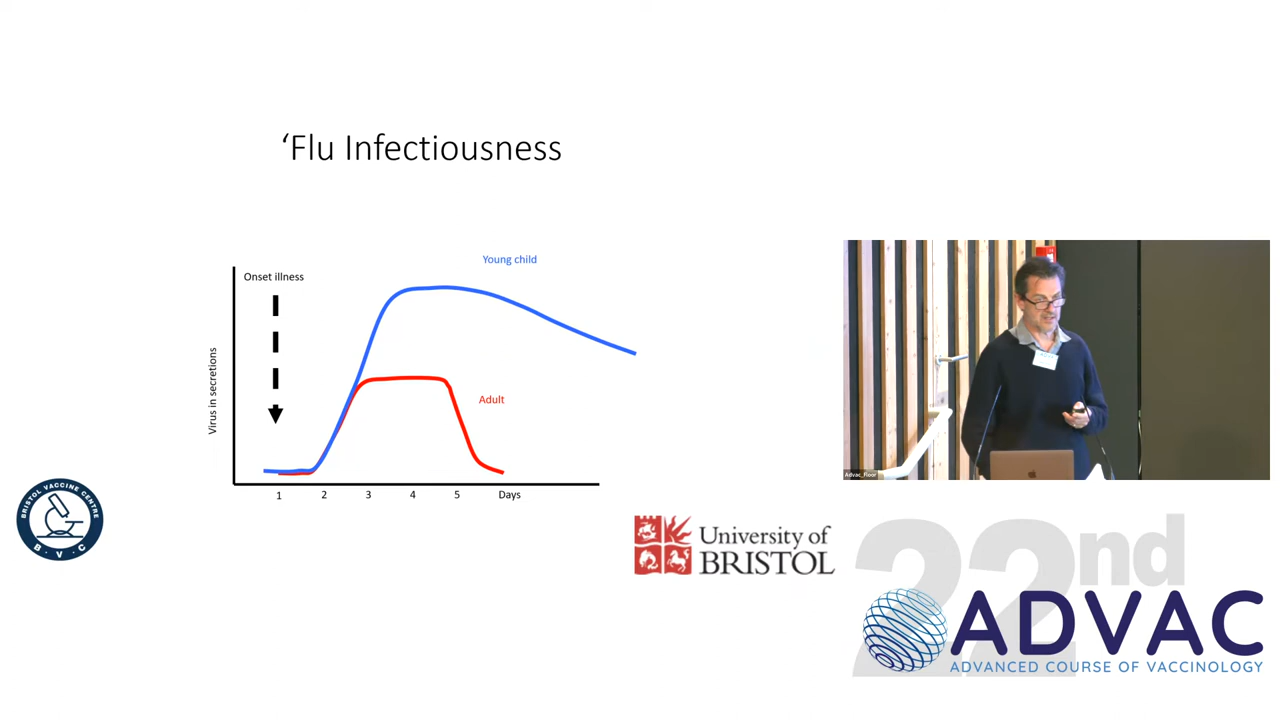 ‘Flu Infectiousness
Young child
Onset illness
Virus in secretions
Adult
1 2 3 4 5 Days
BRISTOL VACCINE CENTRE
B · V · C
University of
BRISTOL
Advac_Floor
22nd
ADVAC
ADVANCED COURSE OF VACCINOLOGY